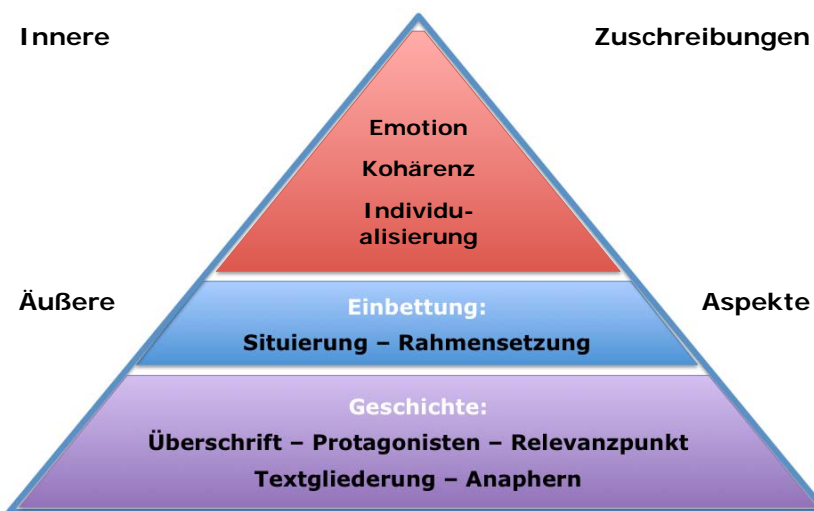 Innere Zuschreibungen
Emotion
Kohärenz
Individu-
alisierung
Äußere Aspekte
Einbettung:
Situierung – Rahmensetzung
Geschichte:
Überschrift – Protagonisten – Relevanzpunkt
Textgliederung – Anaphern